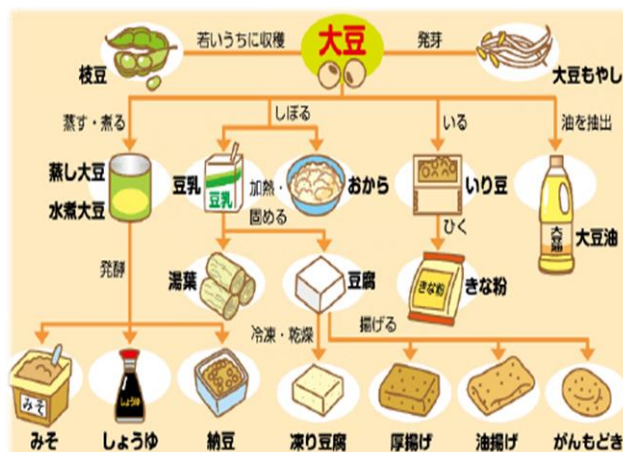 大豆
若いうちに収穫
発芽
枝豆
大豆もやし
蒸す・煮る
しぼる
いる
油を抽出
蒸し大豆
水煮大豆
豆乳
豆乳
加熱・
固める
おから
いり豆
ひく
大豆油
大豆油
発酵
湯葉
豆腐
きな粉
きな粉
冷凍・乾燥
揚げる
みそ
しょうゆ
みそ
しょうゆ
納豆
凍り豆腐
厚揚げ
油揚げ
がんもどき